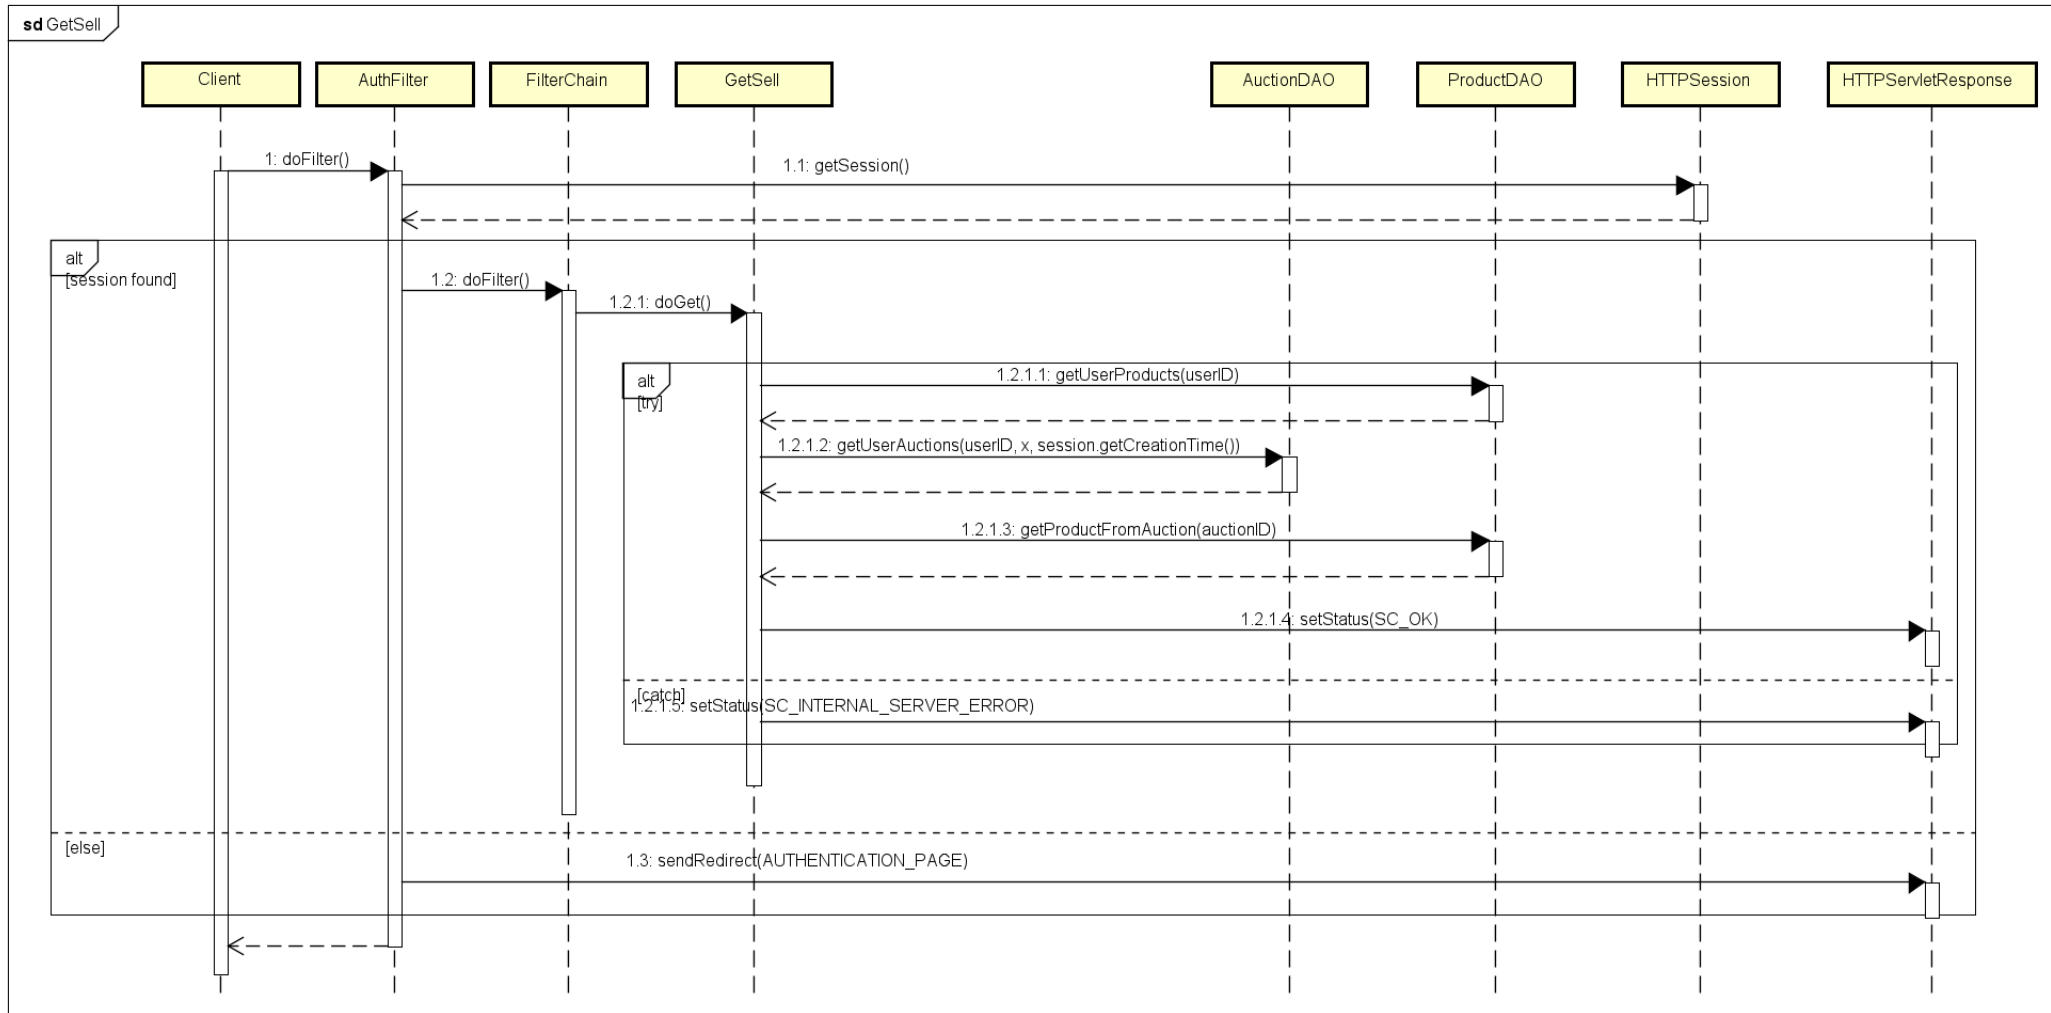 sd GetSell
Client
AuthFilter
FilterChain
GetSell
AuctionDAO
ProductDAO
HTTPSession
HTTPServletResponse
1: doFilter()
1.1: getSession()
alt
[session found]
1.2: doFilter()
1.2.1: doGet()
alt
[try]
1.2.1.1: getUserProducts(userID)
1.2.1.2: getUserAuctions(userID, x, session.getCreationTime())
1.2.1.3: getProductFromAuction(auctionID)
1.2.1.4: setStatus(SC_OK)
[catch]
1.2.1.5: setStatus(SC_INTERNAL_SERVER_ERROR)
[else]
1.3: sendRedirect(AUTHENTICATION_PAGE)